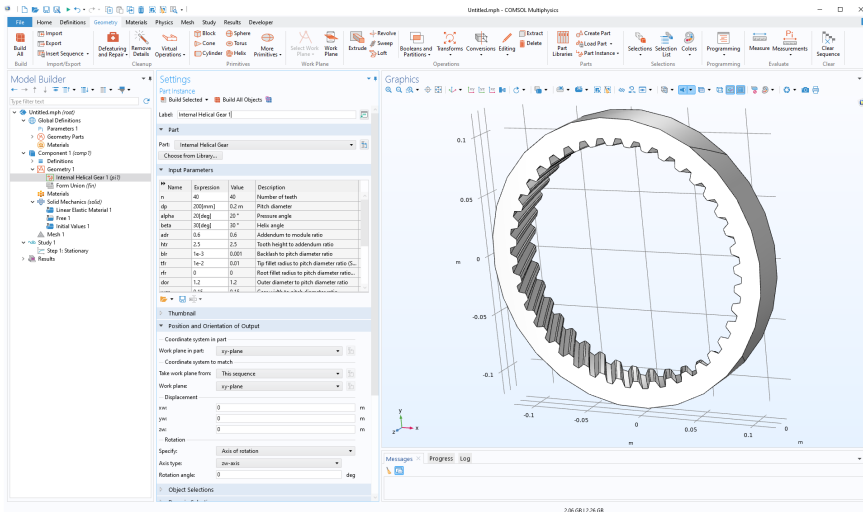 Untitled.mph - COMSOL Multiphysics
File Home Definitions Geometry Materials Physics Mesh Study Results Developer
Build All
Import
Export
Insert Sequence
Defeaturing and Repair
Remove Details
Virtual Operations
Block
Cone
Cylinder
Sphere
Torus
Helix
More Primitives
Select Work Plane
Work Plane
Extrude
Revolve
Sweep
Booleans and Partitions
Transforms
Conversions
Editing
Extract
Delete
Part Libraries
Create Part
Load Part
Part Instance
Selections
Selection List
Colors
Programming
Measure
Measurements
Clear Sequence
Build Import/Export Cleanup Primitives Work Plane Operations Parts Selections Programming Evaluate Clear
Model Builder
Type filter text
Untitled.mph (root)
Global Definitions
Parameters 1
Geometry Parts
Materials
Component 1 (comp1)
Definitions
Geometry 1
Internal Helical Gear 1 (pi1)
Form Union (fin)
Materials
Solid Mechanics (solid)
Linear Elastic Material 1
Free 1
Initial Values 1
Mesh 1
Study 1
Step 1: Stationary
Results
Settings
Part Instance
Build Selected Build All Objects
Label: Internal Helical Gear 1
Part
Part: Internal Helical Gear
Choose from Library...
Input Parameters
Name Expression Value Description
n 40 40 Number of teeth
dp 200[mm] 0.2 m Pitch diameter
alpha 20[deg] 20 ° Pressure angle
beta 30[deg] 30 ° Helix angle
adr 0.6 0.6 Addendum to module ratio
htr 2.5 2.5 Tooth height to addendum ratio
blr 1e-3 0.001 Backlash to pitch diameter ratio
tfr 1e-2 0.01 Tip fillet radius to pitch diameter ratio (S...
rfr 0 0 Root fillet radius to pitch diameter ratio...
dor 1.2 1.2 Outer diameter to pitch diameter ratio
Thumbnail
Position and Orientation of Output
Coordinate system in part
Work plane in part: xy-plane
Coordinate system to match
Take work plane from: This sequence
Work plane: xy-plane
Displacement
xw: 0 m
yw: 0 m
zw: 0 m
Rotation
Specify: Axis of rotation
Axis type: zw-axis
Rotation angle: 0 deg
Object Selections
Graphics
0.1
0.05
m
0
-0.05
-0.1
-0.1
-0.05
0
0.05
0.1
m
0
m
y
z
x
Messages Progress Log
2.06 GB | 2.26 GB